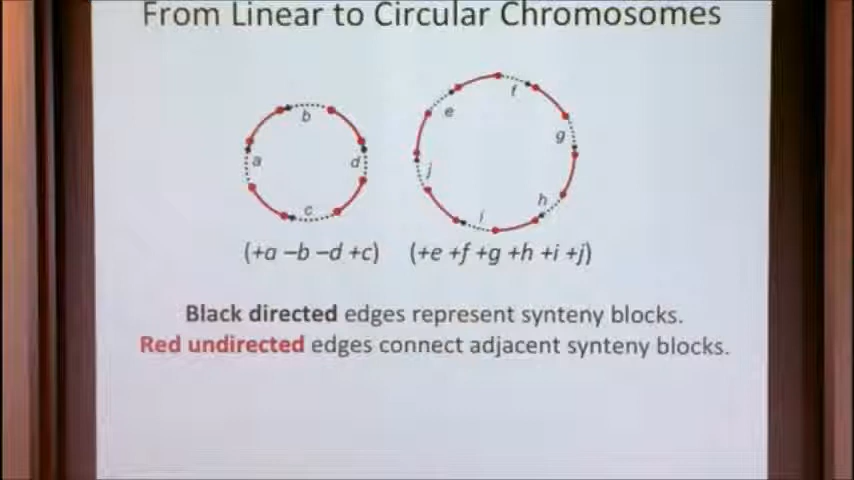 From Linear to Circular Chromosomes
b
a
d
c
e
f
g
j
h
i
(+a –b –d +c) (+e +f +g +h +i +j)
Black directed edges represent synteny blocks.
Red undirected edges connect adjacent synteny blocks.